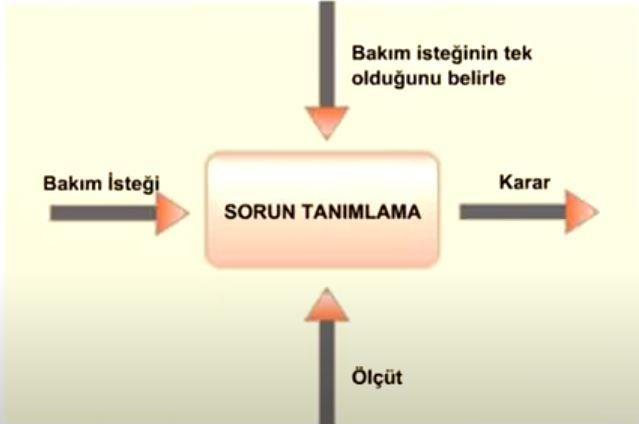 Bakım isteğinin tek
olduğunu belirle
Bakım İsteği
SORUN TANIMLAMA
Karar
Ölçüt